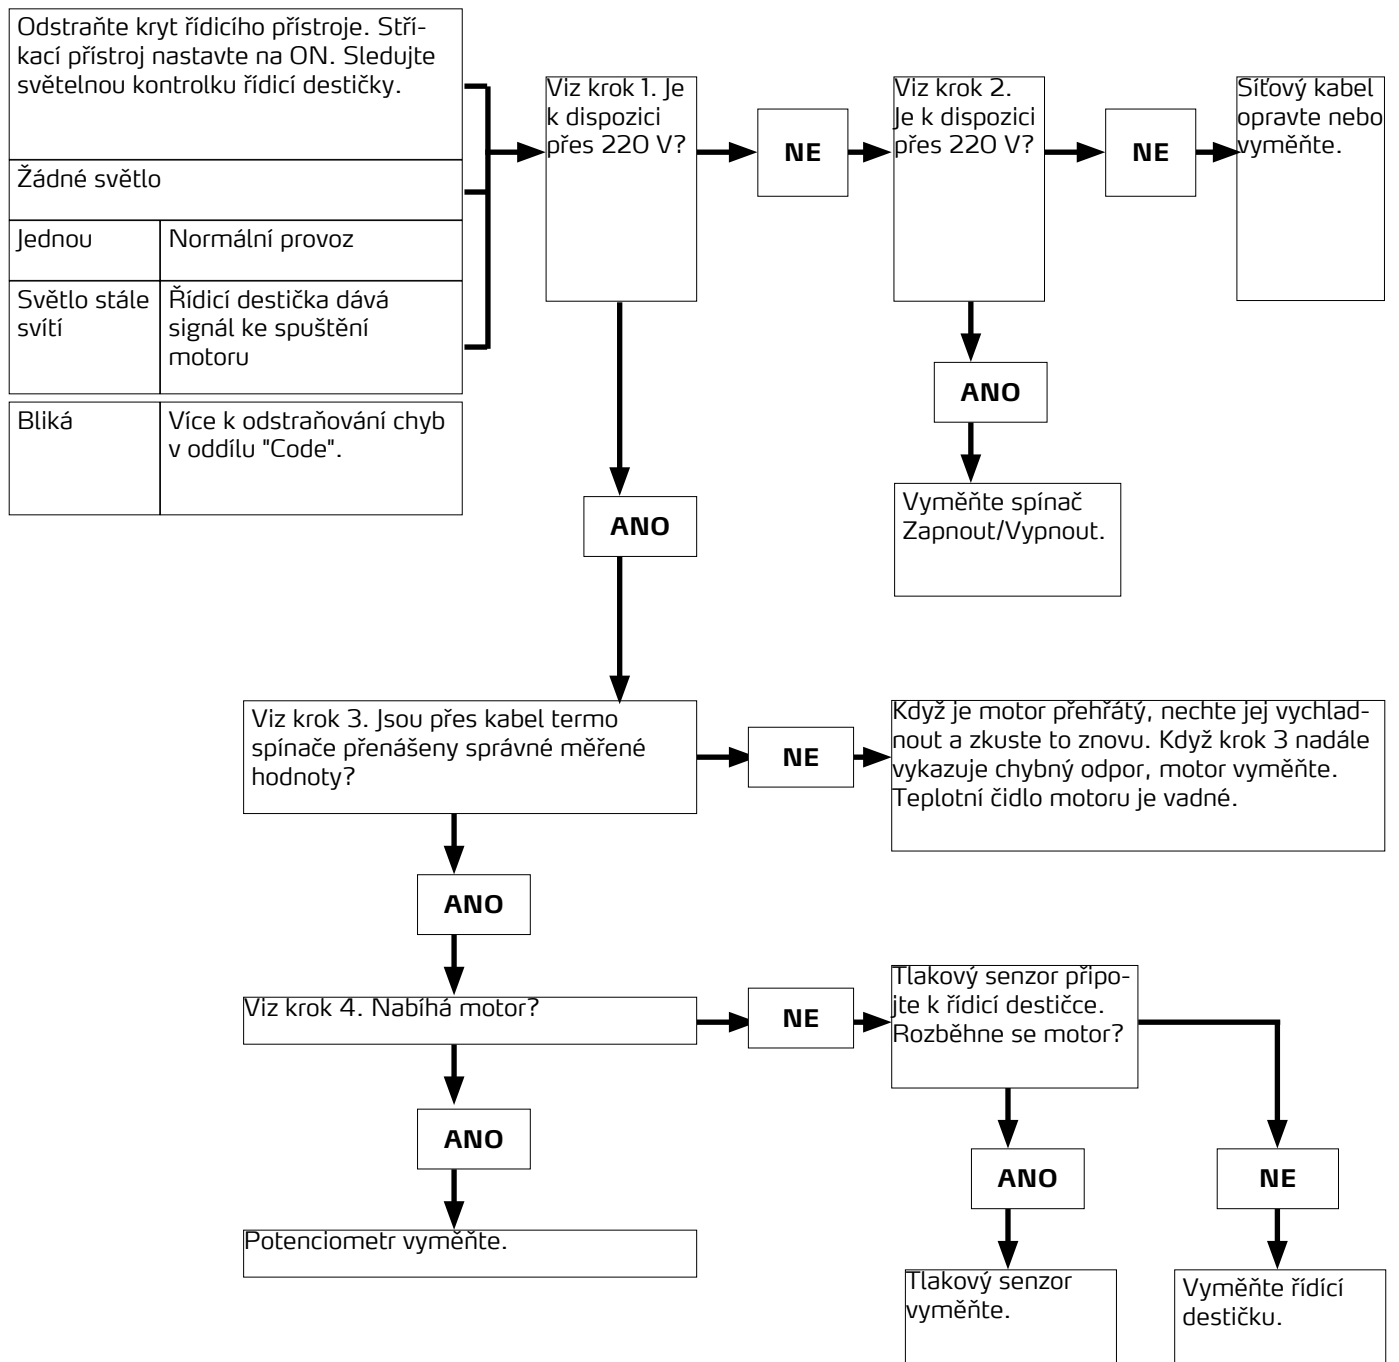 Odstraňte kryt řídicího přístroje. Stří-
kací přístroj nastavte na ON. Sledujte
světelnou kontrolku řídicí destičky.
Žádné světlo
Jednou
Normální provoz
Světlo stále
svítí
Řídicí destička dává
signál ke spuštění
motoru
Bliká
Více k odstraňování chyb
v oddílu "Code".
Viz krok 1. Je
k dispozici
přes 220 V?
NE
Viz krok 2.
Je k dispozici
přes 220 V?
NE
Síťový kabel
opravte nebo
vyměňte.
ANO
Vyměňte spínač
Zapnout/Vypnout.
ANO
Viz krok 3. Jsou přes kabel termo
spínače přenášeny správné měřené
hodnoty?
NE
Když je motor přehřátý, nechte jej vychlad-
nout a zkuste to znovu. Když krok 3 nadále
vykazuje chybný odpor, motor vyměňte.
Teplotní čidlo motoru je vadné.
ANO
Viz krok 4. Nabíhá motor?
NE
Tlakový senzor připo-
jte k řídicí destičce.
Rozběhne se motor?
ANO
Potenciometr vyměňte.
ANO
NE
Tlakový senzor
vyměňte.
Vyměňte řídící
destičku.